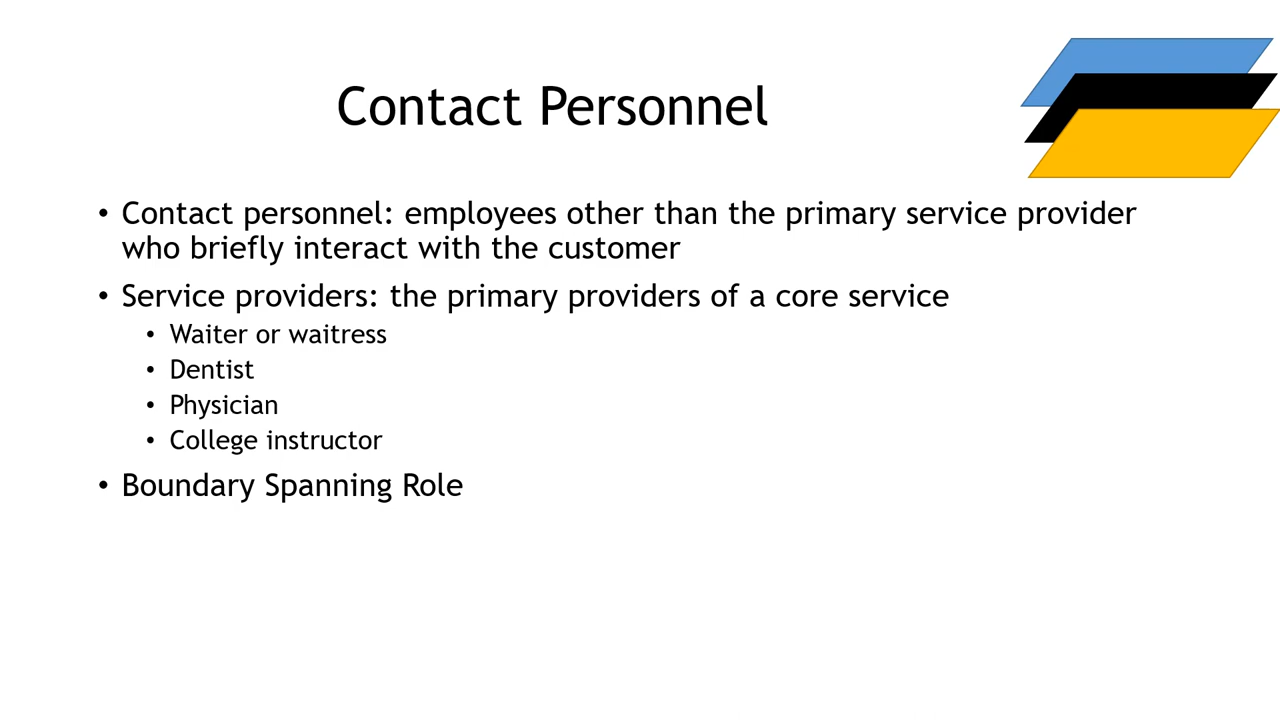 Contact Personnel
• Contact personnel: employees other than the primary service provider
who briefly interact with the customer
• Service providers: the primary providers of a core service
• Waiter or waitress
• Dentist
• Physician
• College instructor
• Boundary Spanning Role